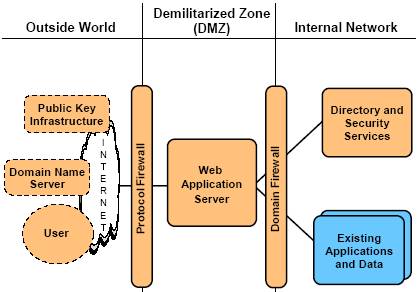 Outside World
Demilitarized Zone
(DMZ)
Internal Network
Public Key
Infrastructure
Domain Name
Server
User
INTERNET
Protocol Firewall
Web
Application
Server
Domain Firewall
Directory and
Security
Services
Existing
Applications
and Data